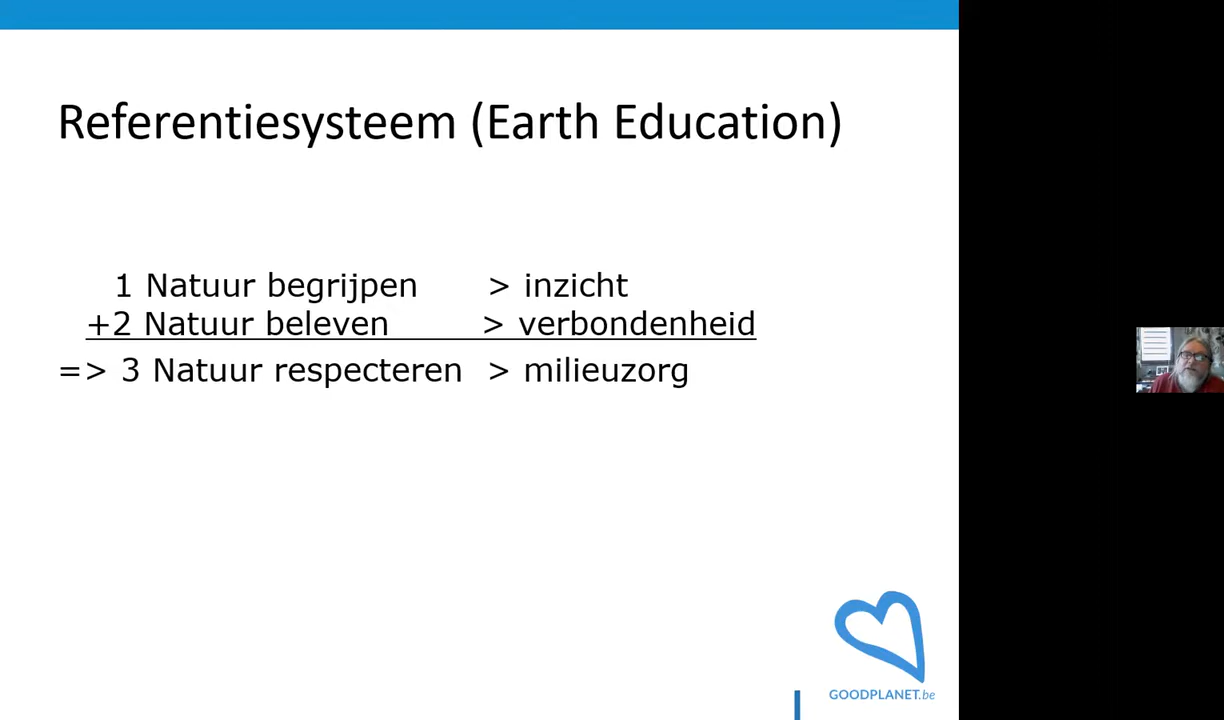 Referentiesysteem (Earth Education)
1 Natuur begrijpen > inzicht
+2 Natuur beleven > verbondenheid
=> 3 Natuur respecteren > milieuzorg
GOODPLANET.be